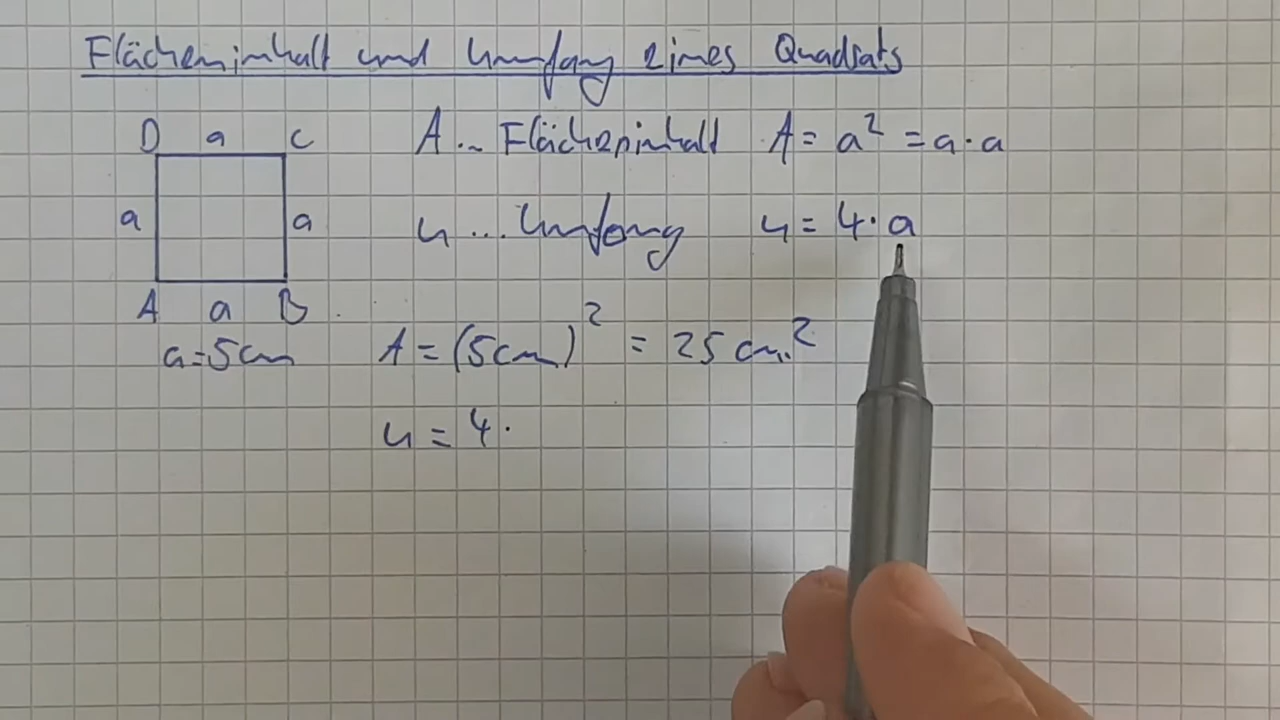 Flächeninhalt und Umfang eines Quadrats
D a C
A ... Flächeninhalt A = a² = a · a
a a
u ... Umfang u = 4 · a
A a B
a = 5cm
A = (5cm)² = 25 cm²
u = 4 ·